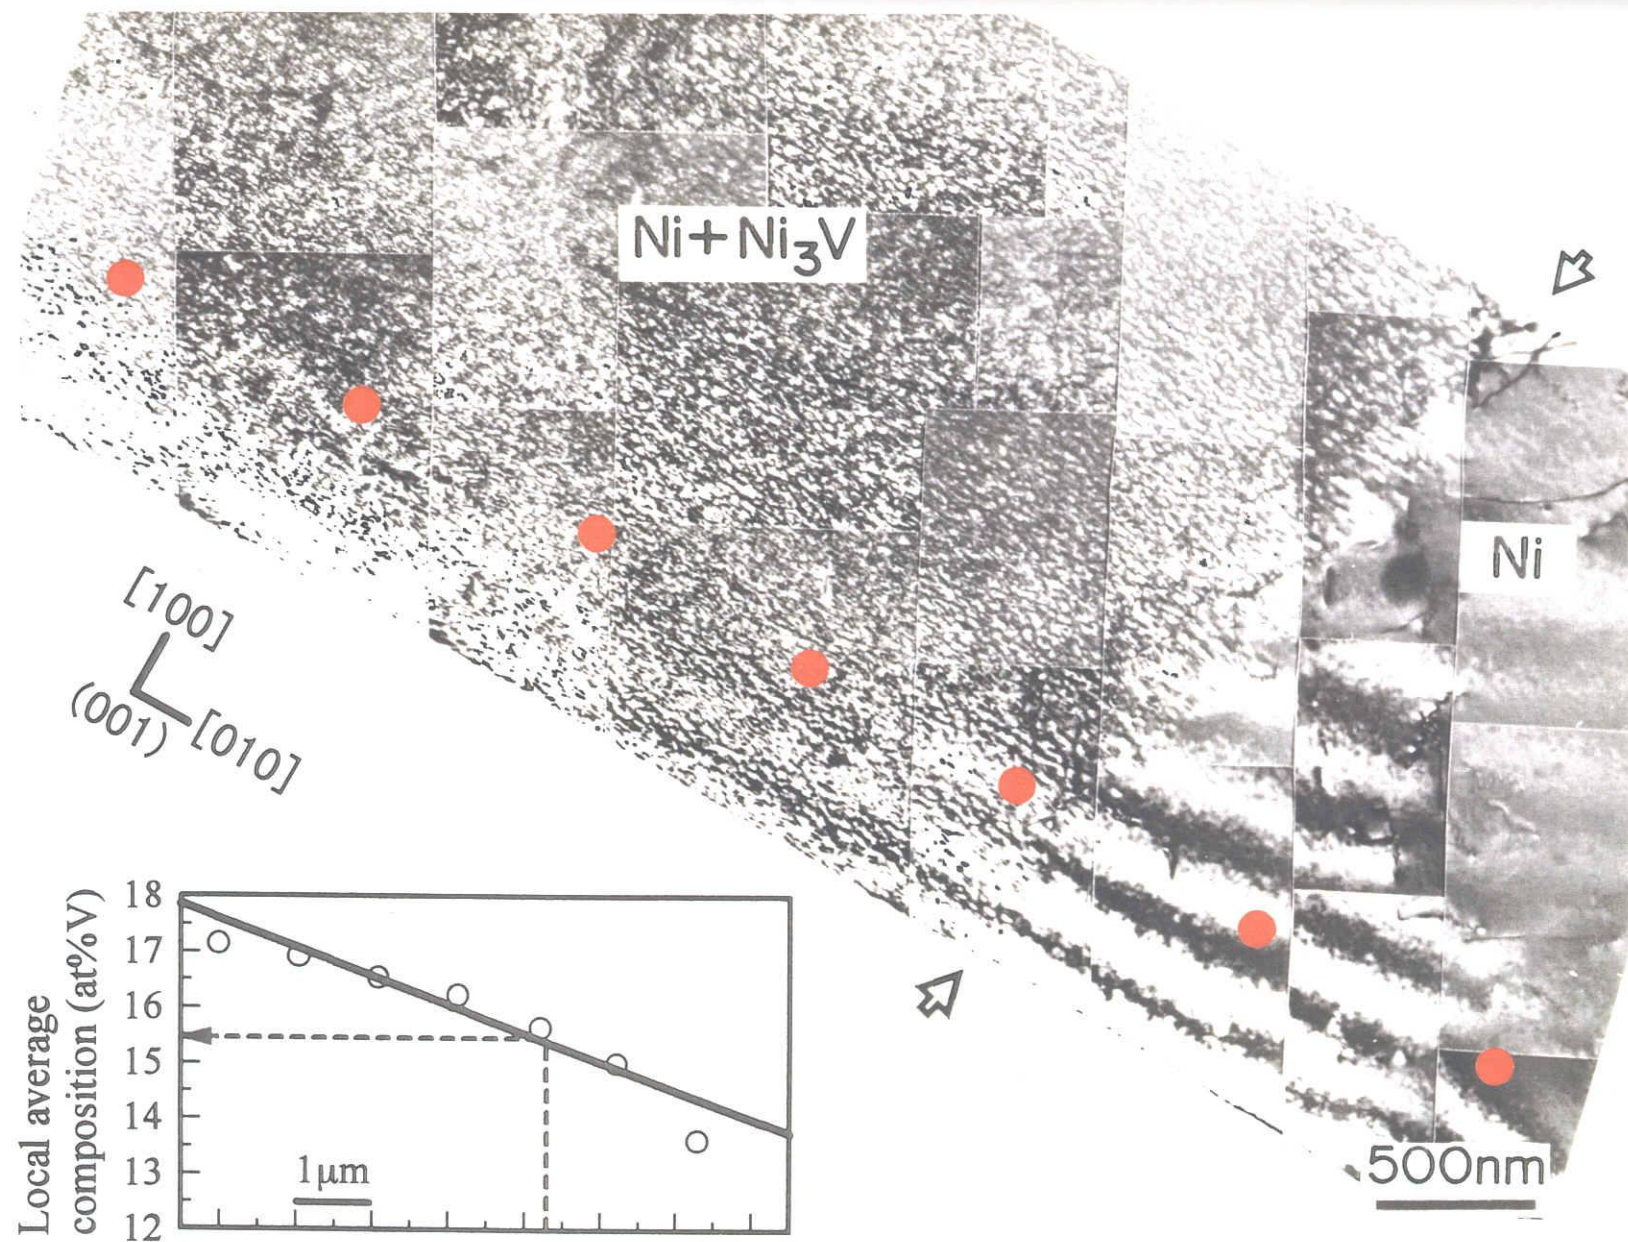 Ni+Ni₃V
Ni
[100]
(001)
[010]
Local average
composition (at%V)
18
17
16
15
14
13
12
1μm
500nm